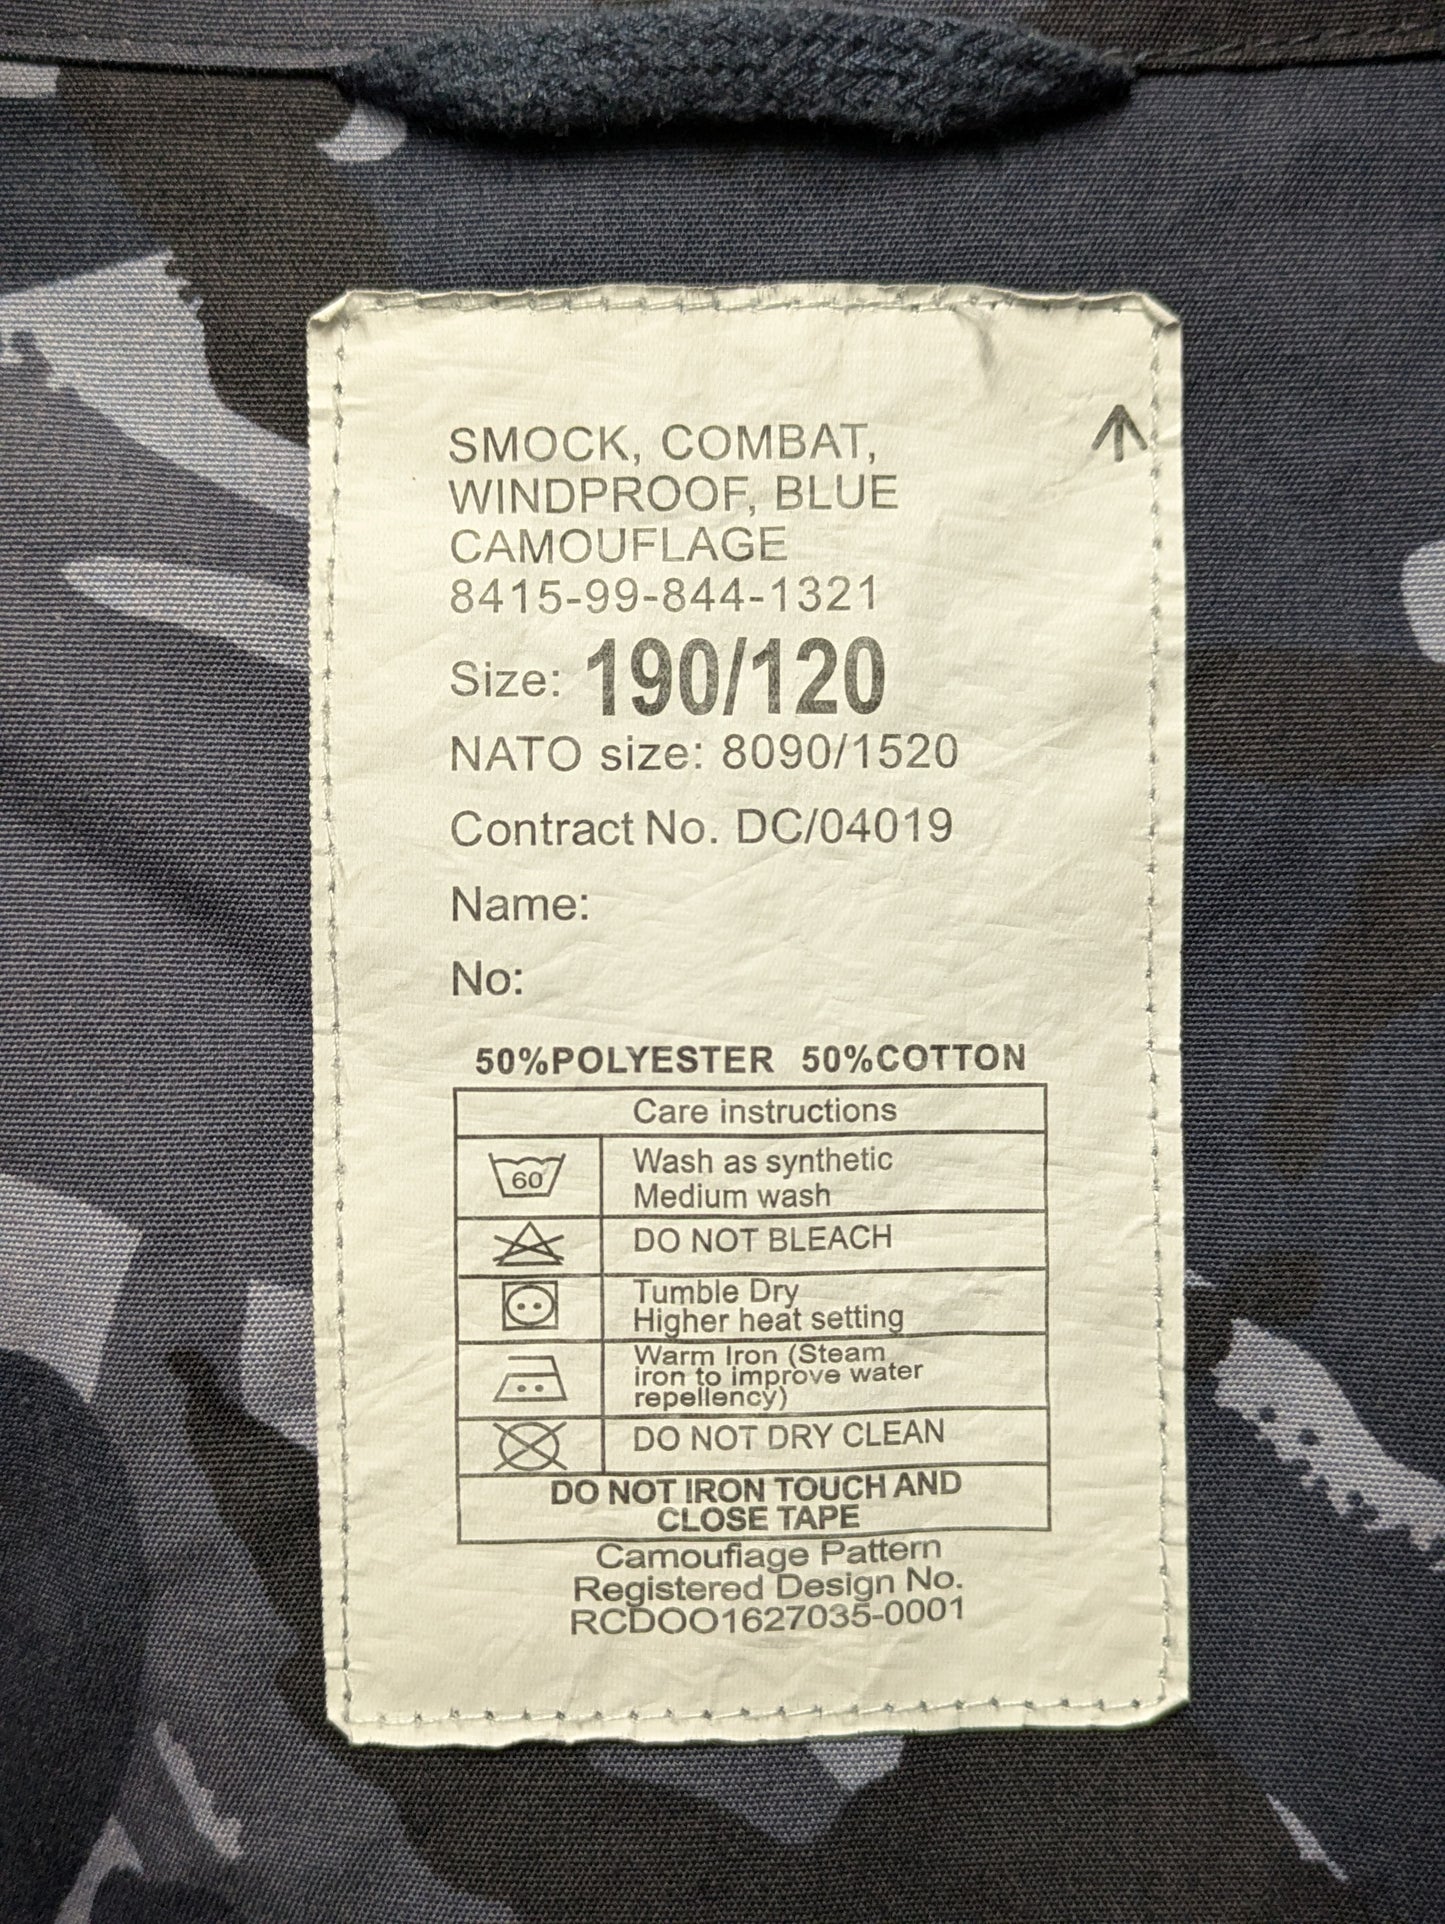 SMOCK, COMBAT,
WINDPROOF, BLUE
CAMOUFLAGE
8415-99-844-1321
Size: 190/120
NATO size: 8090/1520
Contract No. DC/04019
Name:
No:
50%POLYESTER 50%COTTON
Care instructions
60
Wash as synthetic
Medium wash
DO NOT BLEACH
Tumble Dry
Higher heat setting
Warm Iron (Steam
iron to improve water
repellency)
DO NOT DRY CLEAN
DO NOT IRON TOUCH AND
CLOSE TAPE
Camouflage Pattern
Registered Design No.
RCDOO1627035-0001